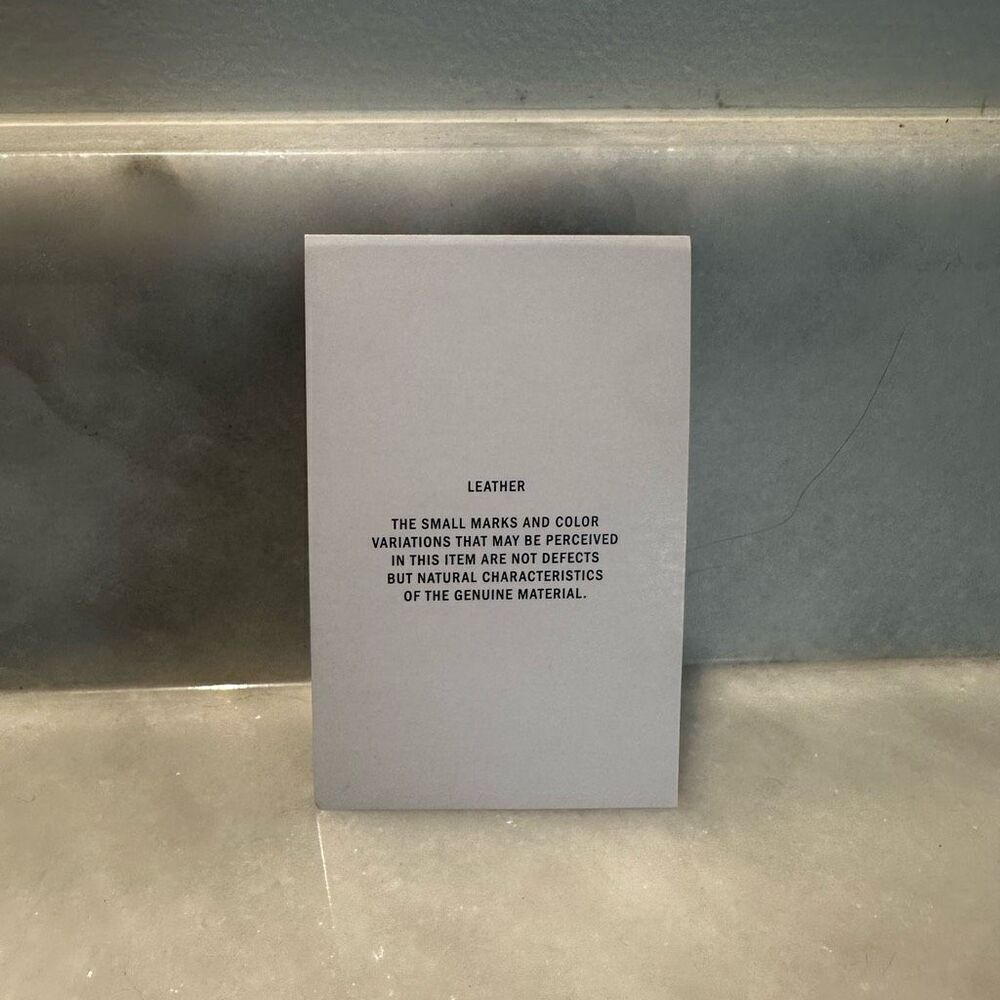 LEATHER
THE SMALL MARKS AND COLOR
VARIATIONS THAT MAY BE PERCEIVED
IN THIS ITEM ARE NOT DEFECTS
BUT NATURAL CHARACTERISTICS
OF THE GENUINE MATERIAL.